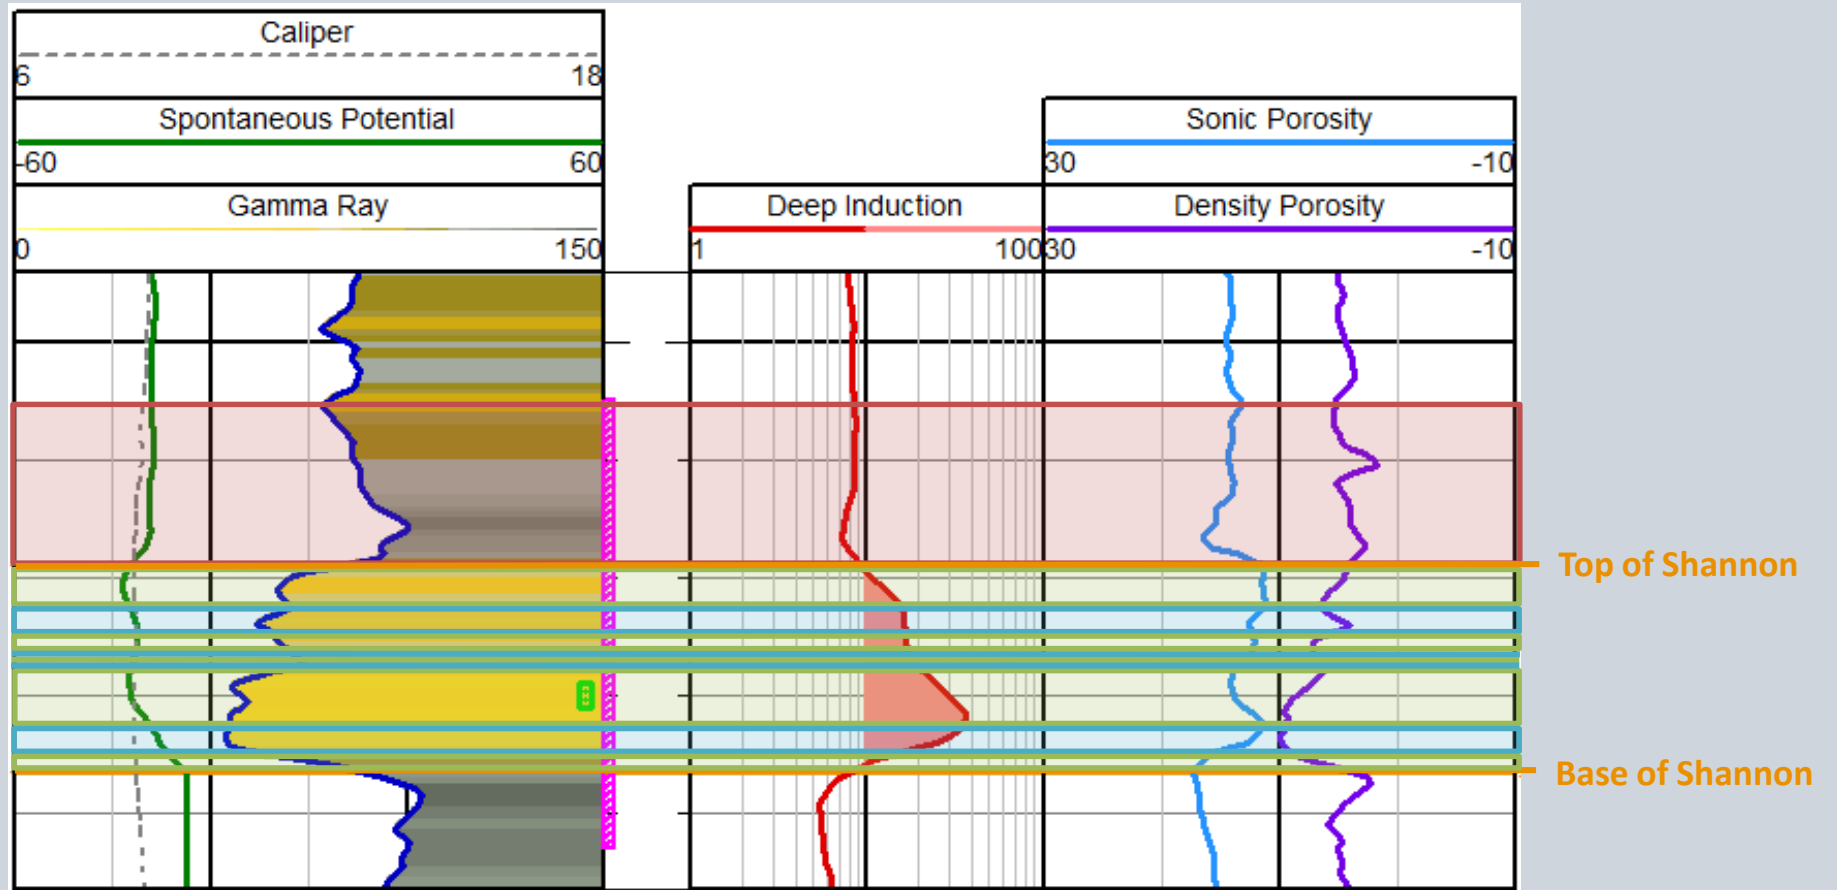 Caliper
6 18
Spontaneous Potential
-60 60
Gamma Ray
0 150
Deep Induction
1 100
Sonic Porosity
30 -10
Density Porosity
30 -10
Top of Shannon
Base of Shannon